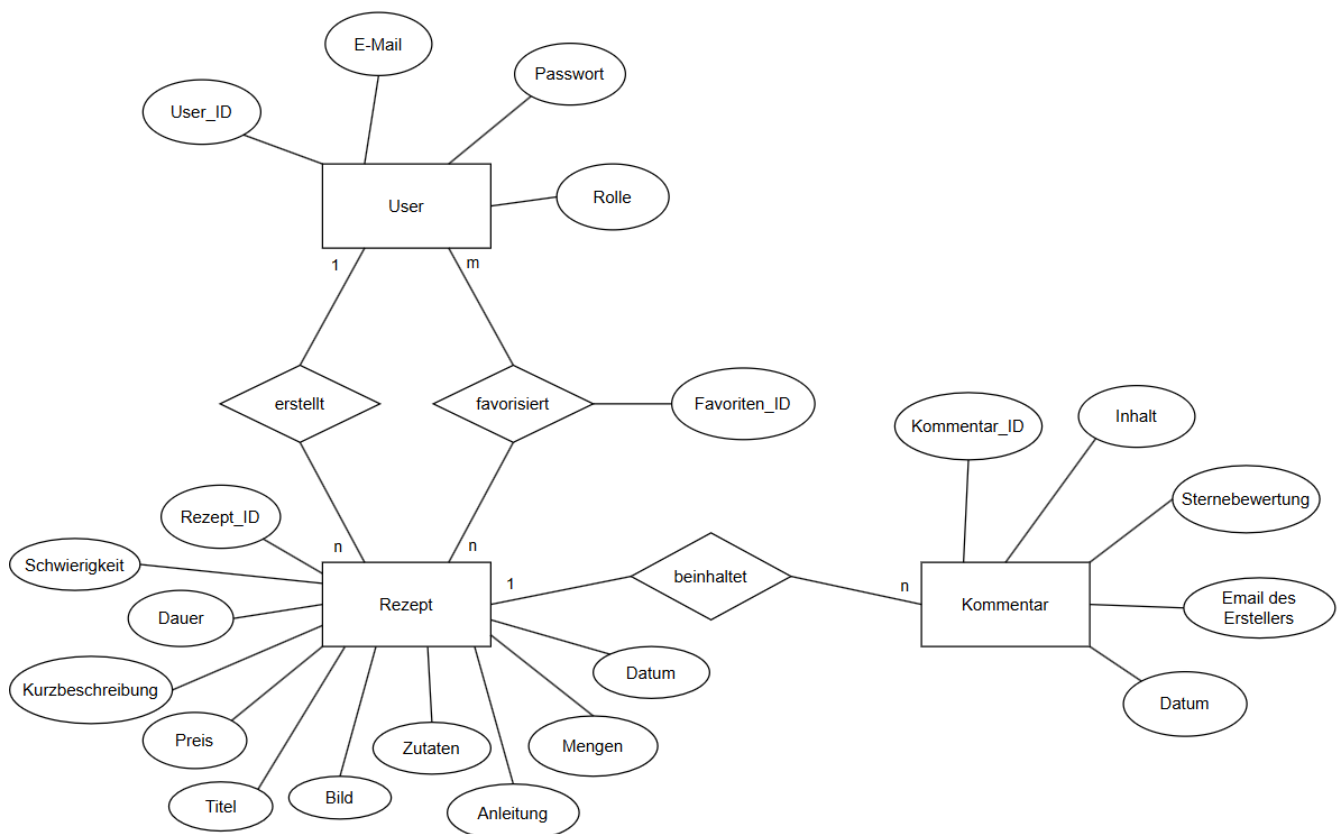 E-Mail
Passwort
User_ID
User
Rolle
1
m
erstellt
favorisiert
Favoriten_ID
Kommentar_ID
Inhalt
Sternebewertung
Rezept_ID
n
n
Schwierigkeit
beinhaltet
1
n
Rezept
Kommentar
Email des
Erstellers
Dauer
Datum
Kurzbeschreibung
Datum
Preis
Zutaten
Mengen
Titel
Bild
Anleitung